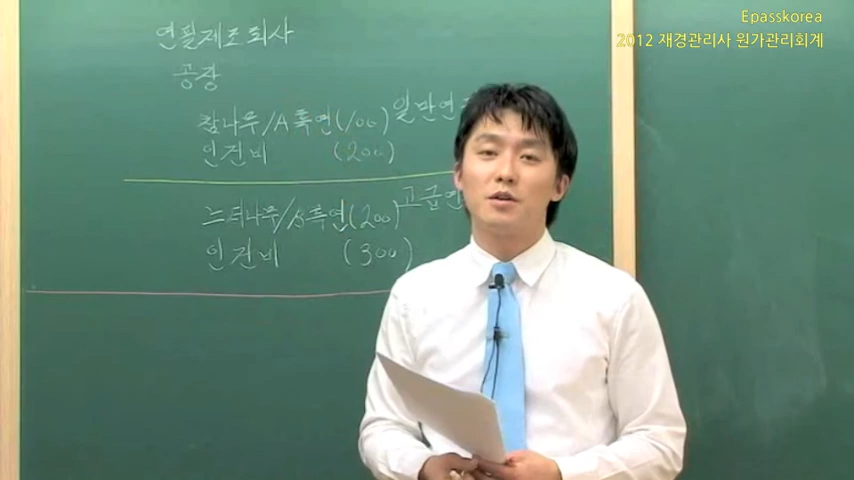 Epasskorea
2012 재경관리사 원가관리회계
연필제조회사
공장
참나무/A흑연(100) 일반연
인건비 (200)
느티나무/B흑연(200) 고급연
인건비 (300)